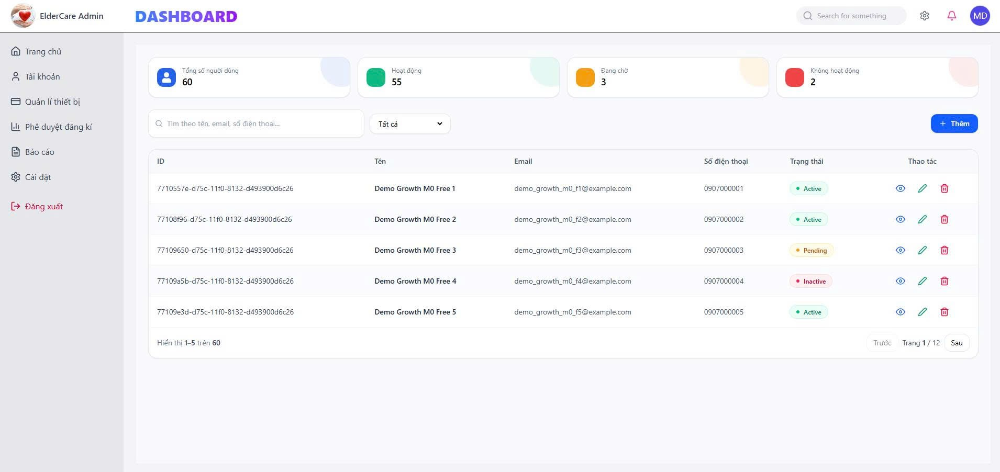 ElderCare Admin
DASHBOARD
Search for something
MD
Trang chủ
Tài khoản
Quản lí thiết bị
Phê duyệt đăng kí
Báo cáo
Cài đặt
Đăng xuất
Tổng số người dùng
60
Hoạt động
55
Đang chờ
3
Không hoạt động
2
Tìm theo tên, email, số điện thoại...
Tất cả
+ Thêm
ID Tên Email Số điện thoại Trạng thái Thao tác
7710557e-d75c-11f0-8132-d493900d6c26 Demo Growth M0 Free 1 demo_growth_m0_f1@example.com 0907000001 Active
77108f96-d75c-11f0-8132-d493900d6c26 Demo Growth M0 Free 2 demo_growth_m0_f2@example.com 0907000002 Active
77109650-d75c-11f0-8132-d493900d6c26 Demo Growth M0 Free 3 demo_growth_m0_f3@example.com 0907000003 Pending
77109a5b-d75c-11f0-8132-d493900d6c26 Demo Growth M0 Free 4 demo_growth_m0_f4@example.com 0907000004 Inactive
77109e3d-d75c-11f0-8132-d493900d6c26 Demo Growth M0 Free 5 demo_growth_m0_f5@example.com 0907000005 Active
Hiển thị 1–5 trên 60
Trước Trang 1 / 12 Sau